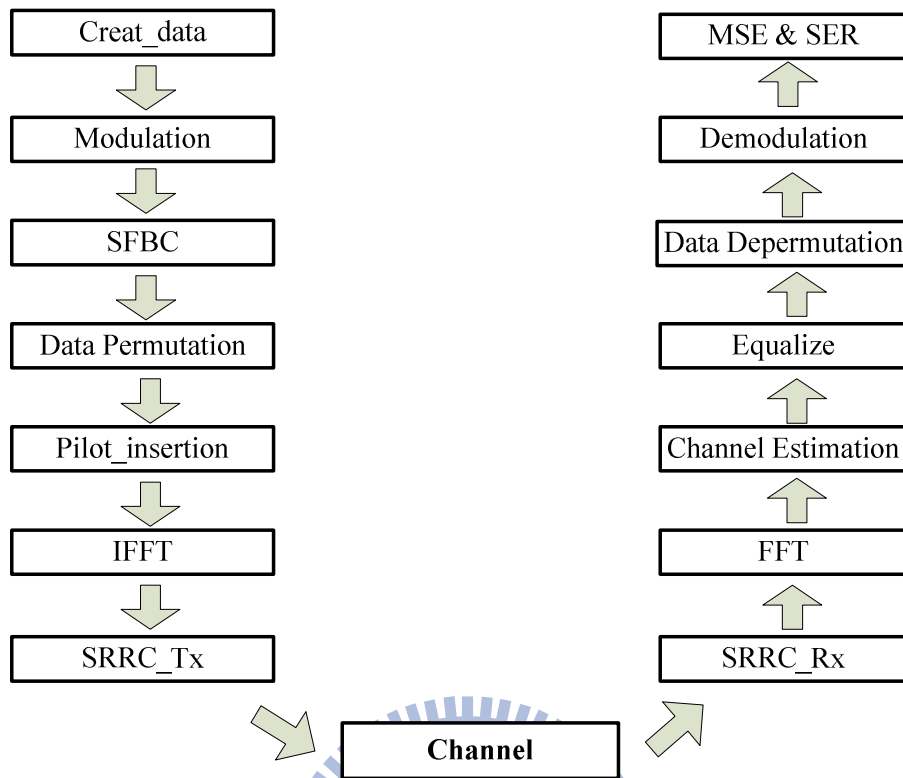 Creat_data
Modulation
SFBC
Data Permutation
Pilot_insertion
IFFT
SRRC_Tx
Channel
SRRC_Rx
FFT
Channel Estimation
Equalize
Data Depermutation
Demodulation
MSE & SER